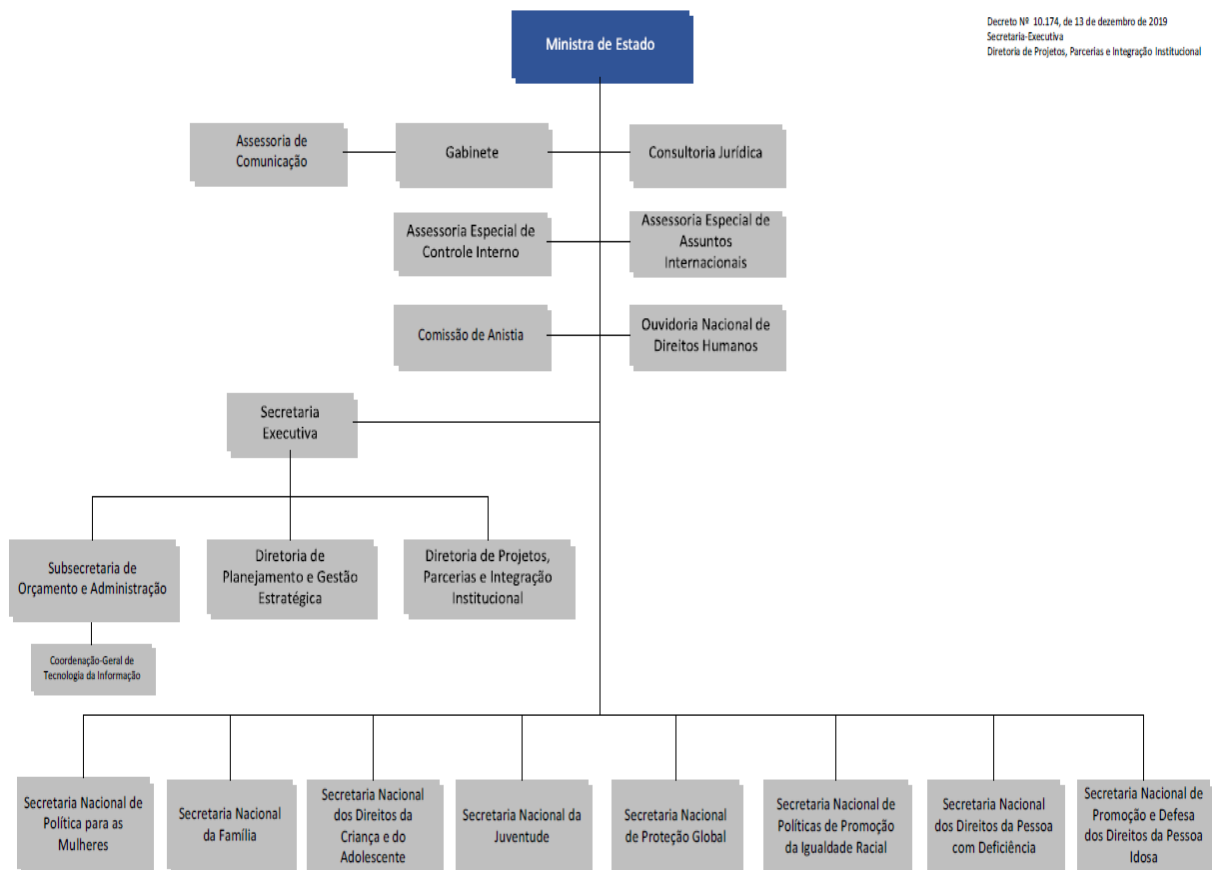 Decreto Nº 10.174, de 13 de dezembro de 2019
Secretaria-Executiva
Diretoria de Projetos, Parcerias e Integração Institucional
Ministra de Estado
Assessoria de
Comunicação
Gabinete
Consultoria Jurídica
Assessoria Especial de
Controle Interno
Assessoria Especial de
Assuntos
Internacionais
Comissão de Anistia
Ouvidoria Nacional de
Direitos Humanos
Secretaria
Executiva
Subsecretaria de
Orçamento e Administração
Diretoria de
Planejamento e Gestão
Estratégica
Diretoria de Projetos,
Parcerias e Integração
Institucional
Coordenação-Geral de
Tecnologia da Informação
Secretaria Nacional de
Política para as
Mulheres
Secretaria Nacional
da Família
Secretaria Nacional
dos Direitos da
Criança e do
Adolescente
Secretaria Nacional da
Juventude
Secretaria Nacional
de Proteção Global
Secretaria Nacional de
Políticas de Promoção
da Igualdade Racial
Secretaria Nacional
dos Direitos da Pessoa
com Deficiência
Secretaria Nacional de
Promoção e Defesa
dos Direitos da Pessoa
Idosa